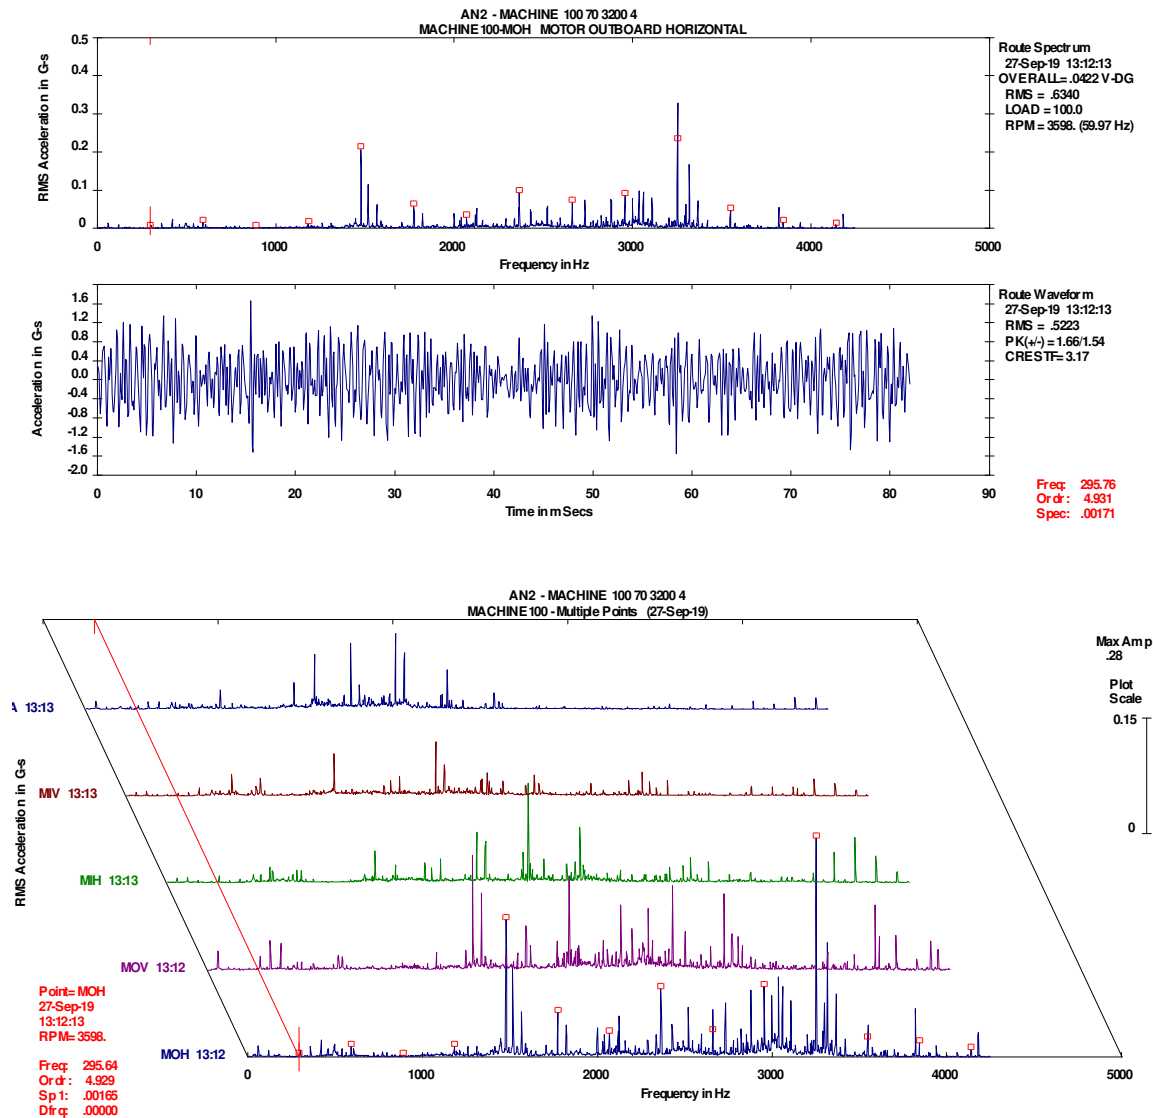 AN2 - MACHINE 100 70 3200 4
MACHINE100-MOH MOTOR OUTBOARD HORIZONTAL
RMS Acceleration in G-s
0.5
0.4
0.3
0.2
0.1
0
0 1000 2000 3000 4000 5000
Frequency in Hz
Route Spectrum
27-Sep-19 13:12:13
OVERALL= .0422 V-DG
RMS = .6340
LOAD = 100.0
RPM = 3598. (59.97 Hz)
Acceleration in G-s
1.6
1.2
0.8
0.4
0.0
-0.4
-0.8
-1.2
-1.6
-2.0
0 10 20 30 40 50 60 70 80 90
Time in mSecs
Route Waveform
27-Sep-19 13:12:13
RMS = .5223
PK(+/-) = 1.66/1.54
CRESTF= 3.17
Freq: 295.76
Ordr: 4.931
Spec: .00171
AN2 - MACHINE 100 70 3200 4
MACHINE100 - Multiple Points (27-Sep-19)
RMS Acceleration in G-s
Max Amp
.28
Plot
Scale
0.15
0
A 13:13
MIV 13:13
MIH 13:13
MOV 13:12
MOH 13:12
Point= MOH
27-Sep-19
13:12:13
RPM= 3598.
Freq: 295.64
Ordr: 4.929
Sp1: .00165
Dfrq: .00000
0 1000 2000 3000 4000 5000
Frequency in Hz